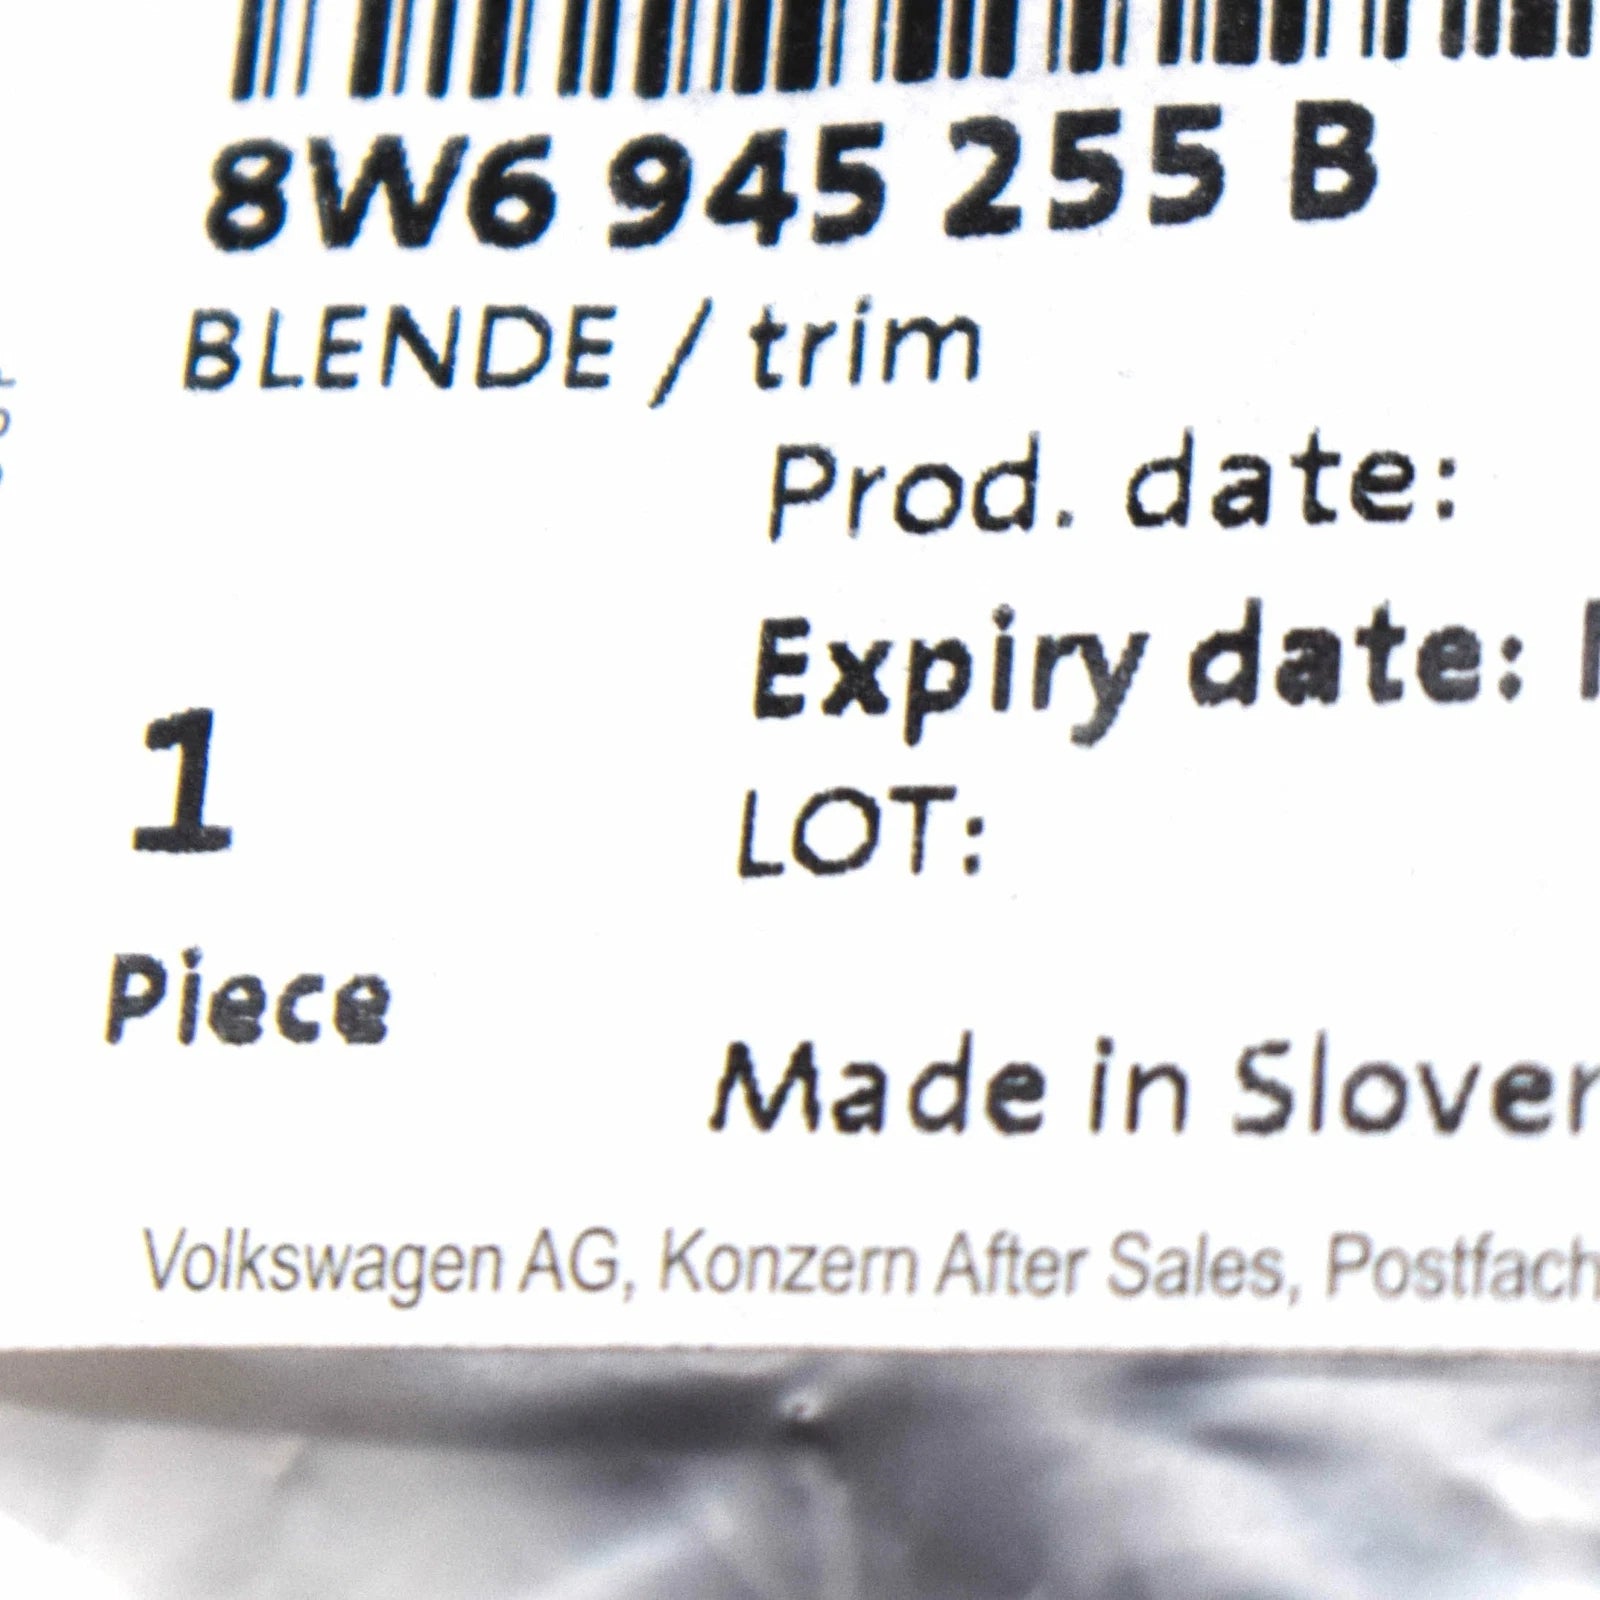 8W6 945 255 B
BLENDE / trim
Prod. date:
Expiry date:
LOT:
1
Piece
Made in
Volkswagen AG, Konzern After Sales, Postfach